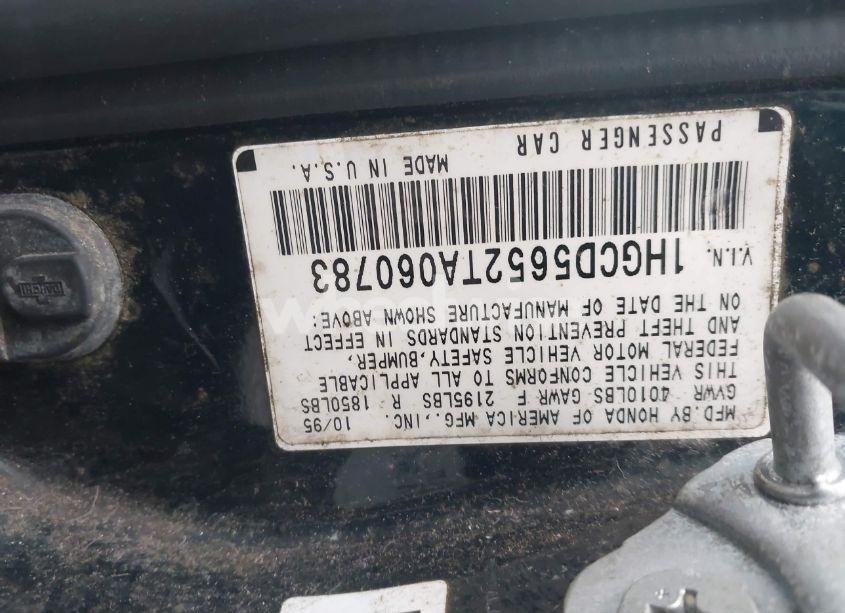 MFD.BY HONDA OF AMERICA MFG.,INC. 10/95
GVWR 4010LBS GAWR F 2195LBS R 1850LBS
THIS VEHICLE CONFORMS TO ALL APPLICABLE
FEDERAL MOTOR VEHICLE SAFETY,BUMPER,
AND THEFT PREVENTION STANDARDS IN EFFECT
ON THE DATE OF MANUFACTURE SHOWN ABOVE:
V.I.N. 1HGCD5652TA060783
PASSENGER CAR MADE IN U.S.A.